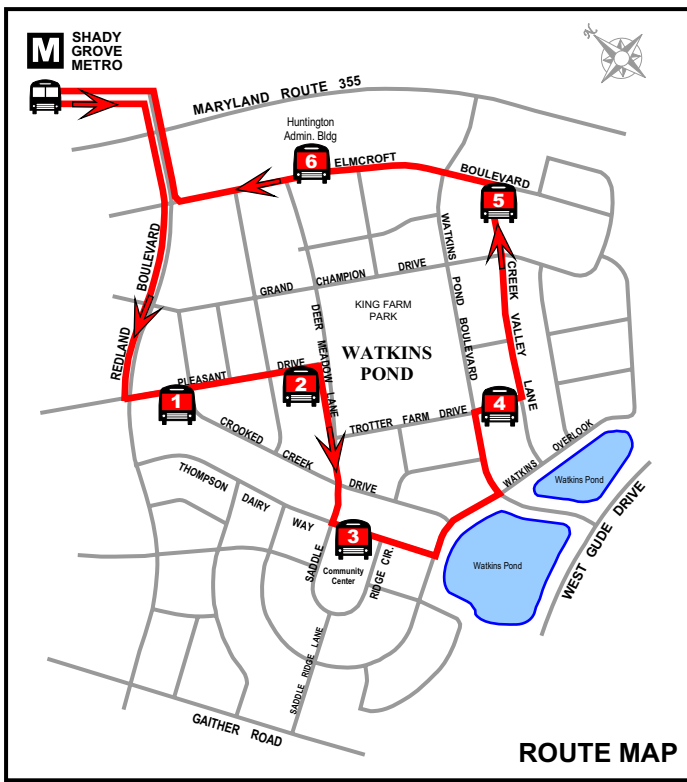 M
SHADY
GROVE
METRO
N
MARYLAND ROUTE 355
Huntington
Admin. Bldg
6
ELMCROFT
BOULEVARD
5
REDLAND BOULEVARD
GRAND CHAMPION DRIVE
WATKINS POND BOULEVARD
CREEK VALLEY LANE
KING FARM
PARK
DEER MEADOW LANE
WATKINS
POND
PLEASANT DRIVE
1
2
4
TROTTER FARM DRIVE
CROOKED CREEK DRIVE
WATKINS OVERLOOK
THOMPSON DAIRY WAY
Watkins Pond
3
SADDLE RIDGE CIR.
Community
Center
Watkins Pond
WEST GUDE DRIVE
SADDLE RIDGE LANE
GAITHER ROAD
ROUTE MAP